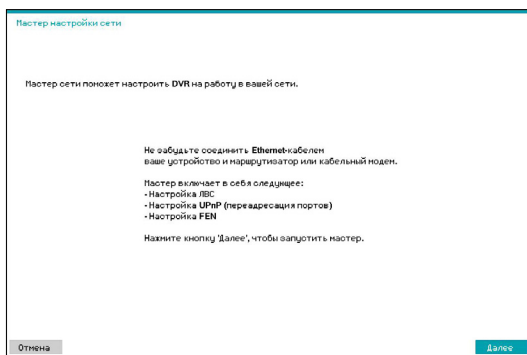 Мастер настройки сети
Мастер сети поможет настроить DVR на работу в вашей сети.
Не забудьте соединить Ethernet-кабелем
ваше устройство и маршрутизатор или кабельный модем.
Мастер включает в себя следующее:
-Настройка ЛВС
-Настройка UPnP (переадресация портов)
-Настройка FEN
Нажмите кнопку 'Далее', чтобы запустить мастер.
Отмена
Далее